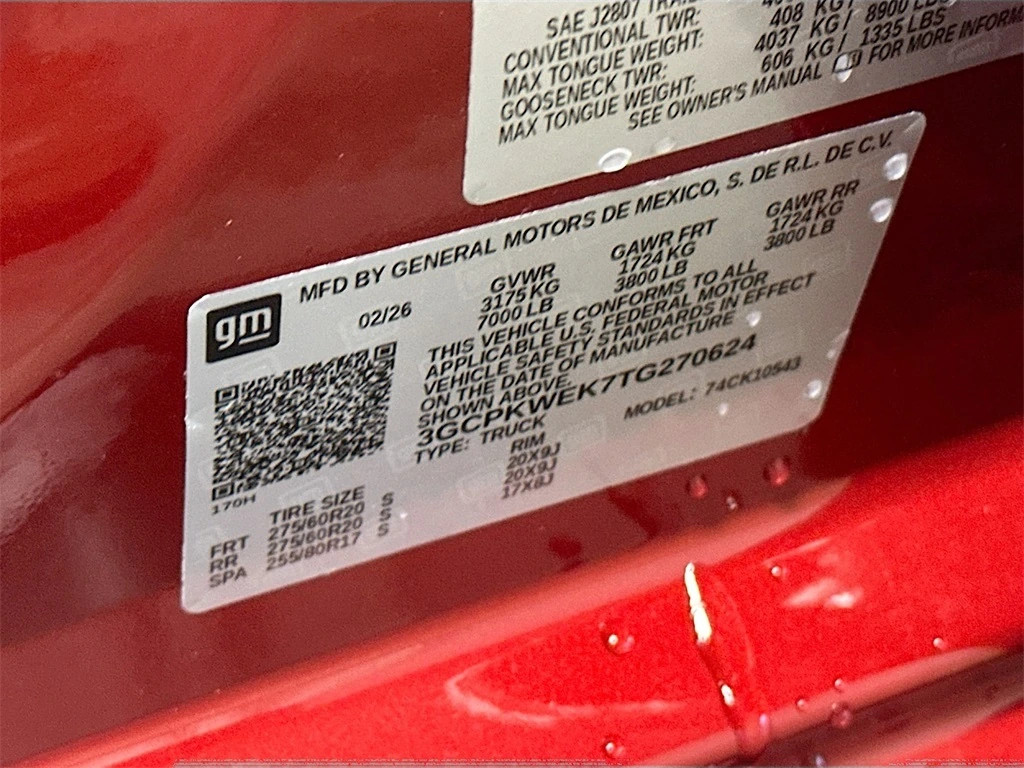 SAE J2807
408 KG/
CONVENTIONAL TWR: 4037 KG/ 8900 LBS
MAX TONGUE WEIGHT: 606 KG/ 1335 LBS
GOOSENECK TWR:
MAX TONGUE WEIGHT:
SEE OWNER'S MANUAL FOR MORE INFORM
MFD BY GENERAL MOTORS DE MEXICO, S. DE R.L. DE C.V.
gm
02/26
GVWR GAWR FRT GAWR RR
3175 KG 1724 KG 1724 KG
7000 LB 3800 LB 3800 LB
THIS VEHICLE CONFORMS TO ALL
APPLICABLE U.S. FEDERAL MOTOR
VEHICLE SAFETY STANDARDS IN EFFECT
ON THE DATE OF MANUFACTURE
SHOWN ABOVE.
3GCPKWEK7TG270624
TYPE: TRUCK MODEL: 74CK10543
170H
TIRE SIZE RIM
FRT 275/60R20 S 20X9J
RR 275/60R20 S 20X9J
SPA 255/80R17 S 17X8J